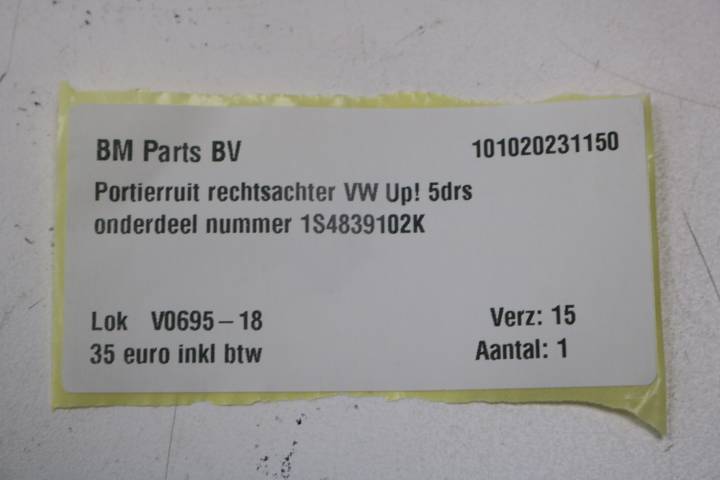 BM Parts BV 101020231150
Portierruit rechtsachter VW Up! 5drs
onderdeel nummer 1S4839102K
Lok V0695-18 Verz: 15
35 euro inkl btw Aantal: 1